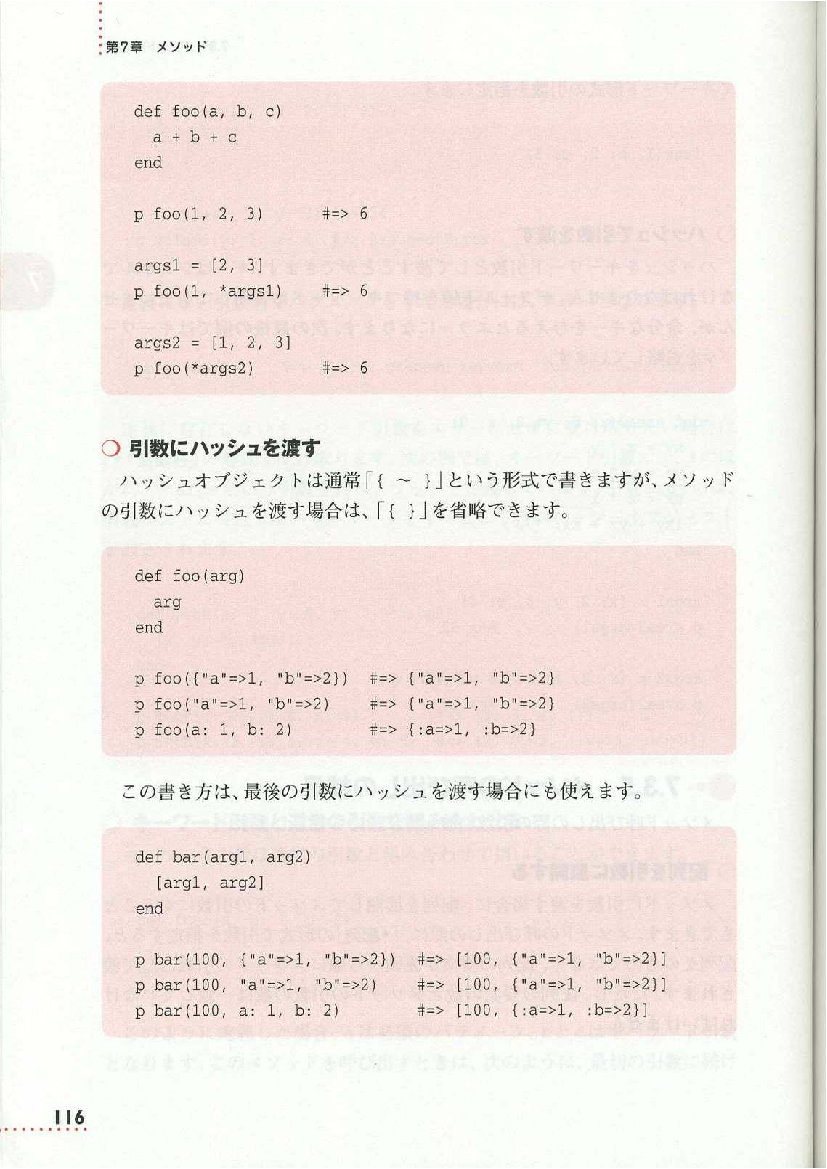 第7章 メソッド
def foo(a, b, c)
  a + b + c
end
p foo(1, 2, 3)      #=> 6
args1 = [2, 3]
p foo(1, *args1)    #=> 6
args2 = [1, 2, 3]
p foo(*args2)       #=> 6
引数にハッシュを渡す
ハッシュオブジェクトは通常「{ ~ }」という形式で書きますが、メソッド
の引数にハッシュを渡す場合は、「{ }」を省略できます。
def foo(arg)
  arg
end
p foo({"a"=>1, "b"=>2})  #=> {"a"=>1, "b"=>2}
p foo("a"=>1, "b"=>2)    #=> {"a"=>1, "b"=>2}
p foo(a: 1, b: 2)        #=> {:a=>1, :b=>2}
この書き方は、最後の引数にハッシュを渡す場合にも使えます。
def bar(arg1, arg2)
  [arg1, arg2]
end
p bar(100, {"a"=>1, "b"=>2})  #=> [100, {"a"=>1, "b"=>2}]
p bar(100, "a"=>1, "b"=>2)    #=> [100, {"a"=>1, "b"=>2}]
p bar(100, a: 1, b: 2)        #=> [100, {:a=>1, :b=>2}]
116